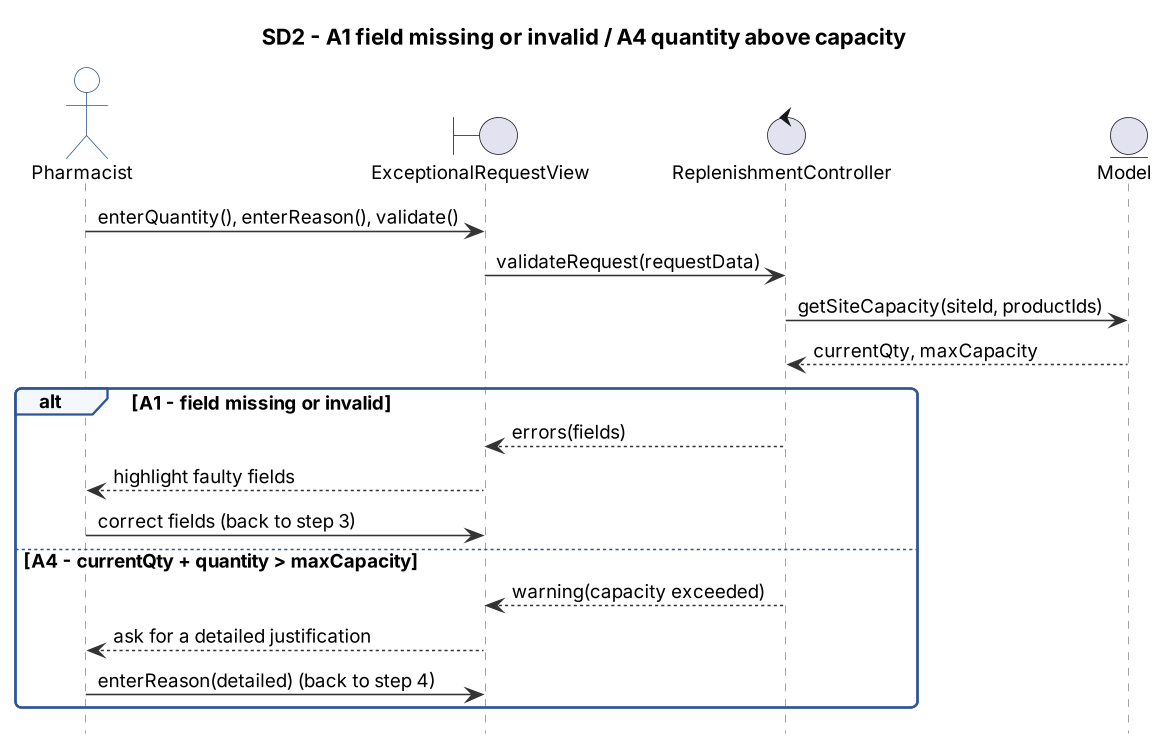 SD2 - A1 field missing or invalid / A4 quantity above capacity
Pharmacist
ExceptionalRequestView
ReplenishmentController
Model
enterQuantity(), enterReason(), validate()
validateRequest(requestData)
getSiteCapacity(siteId, productIds)
currentQty, maxCapacity
alt [A1 - field missing or invalid]
errors(fields)
highlight faulty fields
correct fields (back to step 3)
[A4 - currentQty + quantity > maxCapacity]
warning(capacity exceeded)
ask for a detailed justification
enterReason(detailed) (back to step 4)